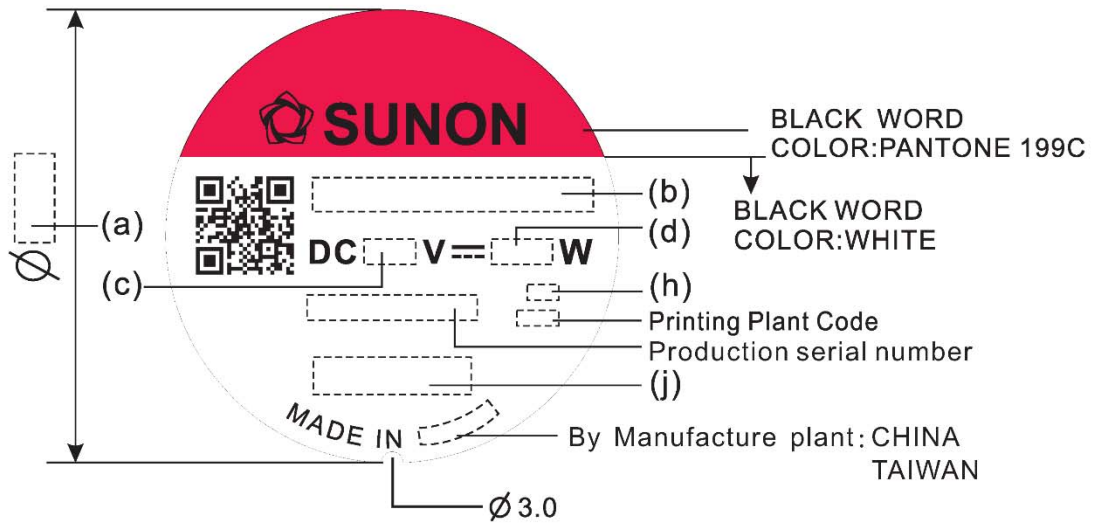 SUNON
BLACK WORD
COLOR:PANTONE 199C
(b)
BLACK WORD
COLOR:WHITE
(a)
Ø
(d)
DC V ⎓ W
(c)
(h)
Printing Plant Code
Production serial number
(j)
MADE IN
By Manufacture plant: CHINA
TAIWAN
Ø 3.0